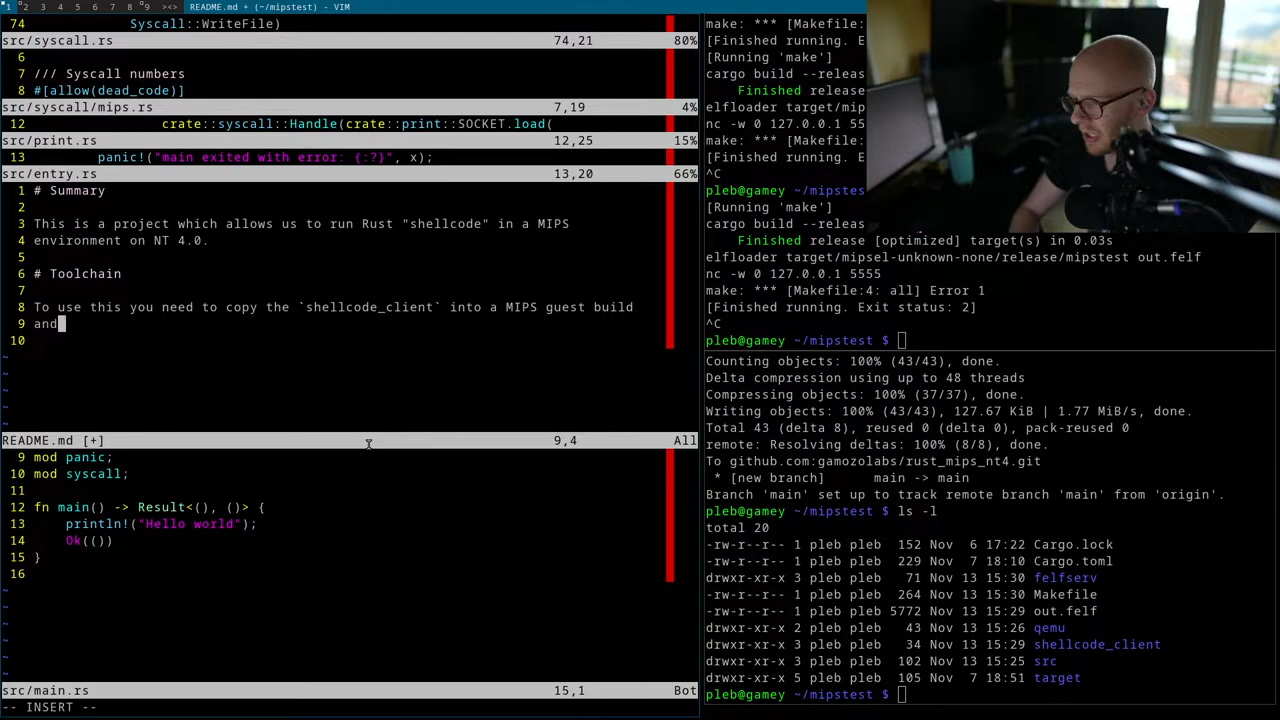 1 2 3 4 5 6 7 8 9 ><> README.md + (~/mipstest) - VIM
74 Syscall::WriteFile)
src/syscall.rs 74,21 80%
6
7 /// Syscall numbers
8 #[allow(dead_code)]
src/syscall/mips.rs 7,19 4%
12 crate::syscall::Handle(crate::print::SOCKET.load(
src/print.rs 12,25 15%
13 panic!("main exited with error: {:?}", x);
src/entry.rs 13,20 66%
1 # Summary
2
3 This is a project which allows us to run Rust "shellcode" in a MIPS
4 environment on NT 4.0.
5
6 # Toolchain
7
8 To use this you need to copy the `shellcode_client` into a MIPS guest build
9 and
10
~
~
~
~
~
README.md [+] 9,4 All
9 mod panic;
10 mod syscall;
11
12 fn main() -> Result<(), ()> {
13 println!("Hello world");
14 Ok(())
15 }
16
~
~
~
~
~
~
src/main.rs 15,1 Bot
-- INSERT --
make: *** [Makefile:
[Finished running. E
[Running 'make']
cargo build --releas
Finished release
elfloader target/mip
nc -w 0 127.0.0.1 5
make: *** [Makefile:
[Finished running. E
^C
pleb@gamey ~/mipstes
[Running 'make']
cargo build --releas
Finished release [optimized] target(s) in 0.03s
elfloader target/mipsel-unknown-none/release/mipstest out.felf
nc -w 0 127.0.0.1 5555
make: *** [Makefile:4: all] Error 1
[Finished running. Exit status: 2]
^C
pleb@gamey ~/mipstest $
Counting objects: 100% (43/43), done.
Delta compression using up to 48 threads
Compressing objects: 100% (37/37), done.
Writing objects: 100% (43/43), 127.67 KiB | 1.77 MiB/s, done.
Total 43 (delta 8), reused 0 (delta 0), pack-reused 0
remote: Resolving deltas: 100% (8/8), done.
To github.com:gamozolabs/rust_mips_nt4.git
* [new branch] main -> main
Branch 'main' set up to track remote branch 'main' from 'origin'.
pleb@gamey ~/mipstest $ ls -l
total 20
-rw-r--r-- 1 pleb pleb 152 Nov 6 17:22 Cargo.lock
-rw-r--r-- 1 pleb pleb 229 Nov 7 18:10 Cargo.toml
drwxr-xr-x 3 pleb pleb 71 Nov 13 15:30 felfserv
-rw-r--r-- 1 pleb pleb 264 Nov 13 15:30 Makefile
-rw-r--r-- 1 pleb pleb 5772 Nov 13 15:29 out.felf
drwxr-xr-x 2 pleb pleb 43 Nov 13 15:26 qemu
drwxr-xr-x 3 pleb pleb 34 Nov 13 15:29 shellcode_client
drwxr-xr-x 3 pleb pleb 102 Nov 13 15:25 src
drwxr-xr-x 5 pleb pleb 105 Nov 7 18:51 target
pleb@gamey ~/mipstest $